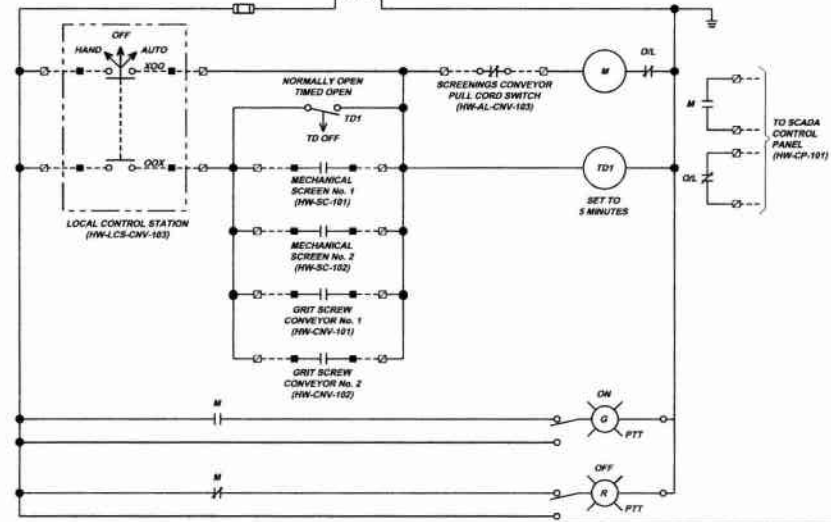 OFF
HAND
AUTO
XOO
OOX
LOCAL CONTROL STATION
(HW-LCS-CNV-103)
NORMALLY OPEN
TIMED OPEN
TD1
TD OFF
MECHANICAL
SCREEN No. 1
(HW-SC-101)
MECHANICAL
SCREEN No. 2
(HW-SC-102)
GRIT SCREW
CONVEYOR No. 1
(HW-CNV-101)
GRIT SCREW
CONVEYOR No. 2
(HW-CNV-102)
SCREENINGS CONVEYOR
PULL CORD SWITCH
(HW-AL-CNV-103)
M
O/L
TD1
SET TO
5 MINUTES
M
O/L
TO SCADA
CONTROL
PANEL
(HW-CP-101)
M
ON
G
PTT
M
OFF
R
PTT